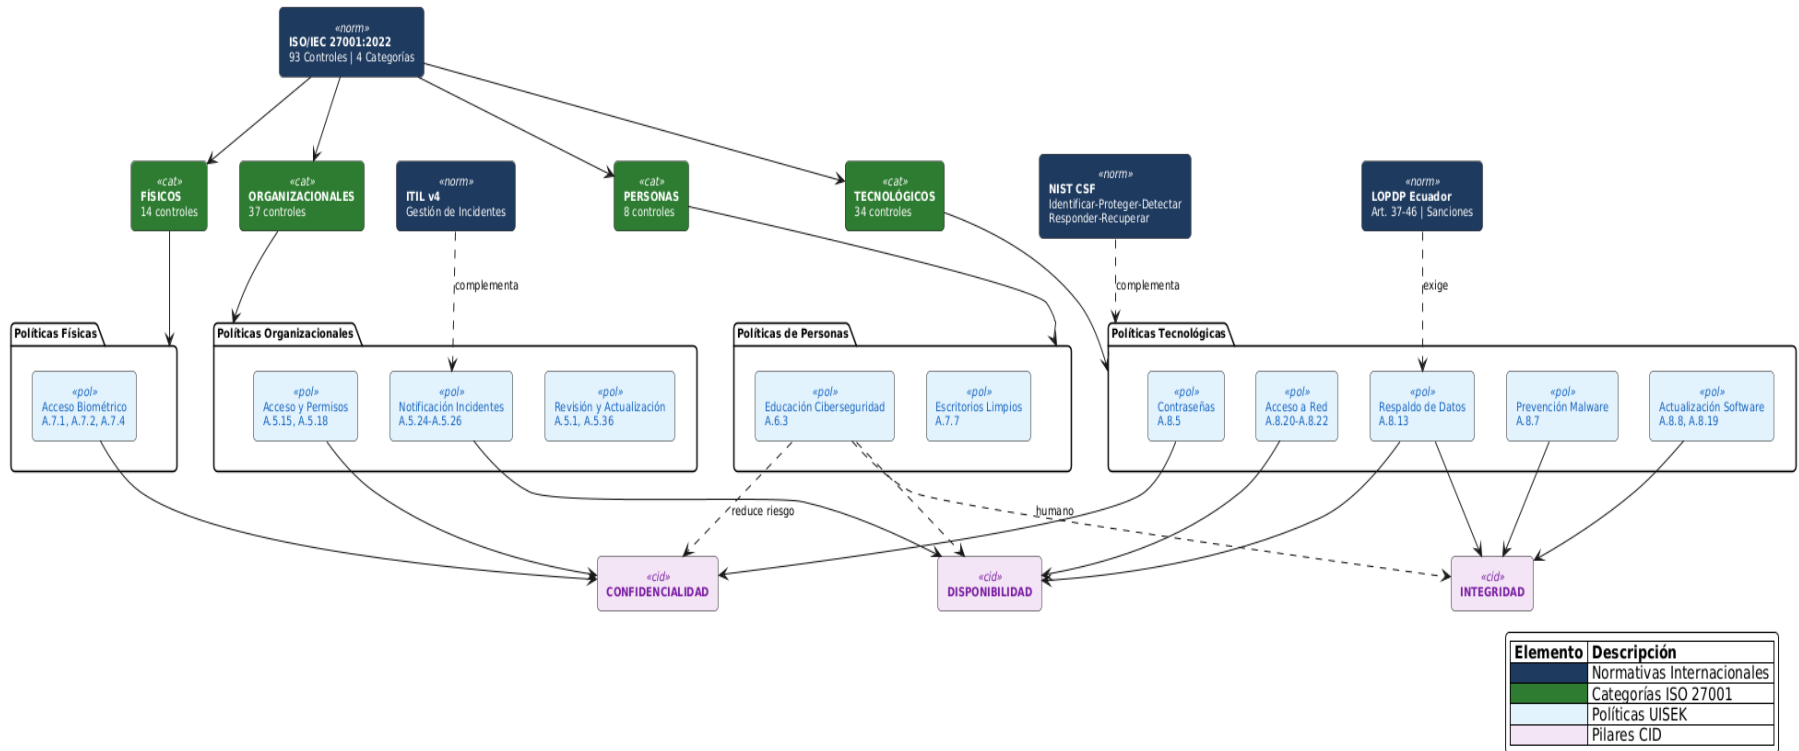 «norm»
ISO/IEC 27001:2022
93 Controles | 4 Categorías
«cat»
FÍSICOS
14 controles
«cat»
ORGANIZACIONALES
37 controles
«norm»
ITIL v4
Gestión de Incidentes
«cat»
PERSONAS
8 controles
«cat»
TECNOLÓGICOS
34 controles
«norm»
NIST CSF
Identificar-Proteger-Detectar
Responder-Recuperar
«norm»
LOPDP Ecuador
Art. 37-46 | Sanciones
complementa
complementa
exige
Políticas Físicas
Políticas Organizacionales
Políticas de Personas
Políticas Tecnológicas
«pol»
Acceso Biométrico
A.7.1, A.7.2, A.7.4
«pol»
Acceso y Permisos
A.5.15, A.5.18
«pol»
Notificación Incidentes
A.5.24-A.5.26
«pol»
Revisión y Actualización
A.5.1, A.5.36
«pol»
Educación Ciberseguridad
A.6.3
«pol»
Escritorios Limpios
A.7.7
«pol»
Contraseñas
A.8.5
«pol»
Acceso a Red
A.8.20-A.8.22
«pol»
Respaldo de Datos
A.8.13
«pol»
Prevención Malware
A.8.7
«pol»
Actualización Software
A.8.8, A.8.19
reduce riesgo
humano
«cid»
CONFIDENCIALIDAD
«cid»
DISPONIBILIDAD
«cid»
INTEGRIDAD
Elemento Descripción
Normativas Internacionales
Categorías ISO 27001
Políticas UISEK
Pilares CID